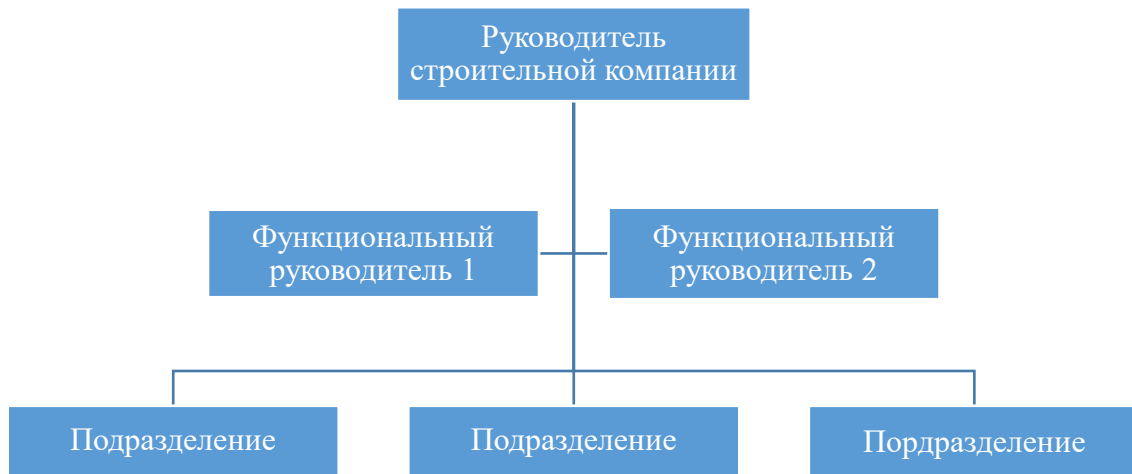 Руководитель
строительной компании
Функциональный
руководитель 1
Функциональный
руководитель 2
Подразделение
Подразделение
Пордразделение